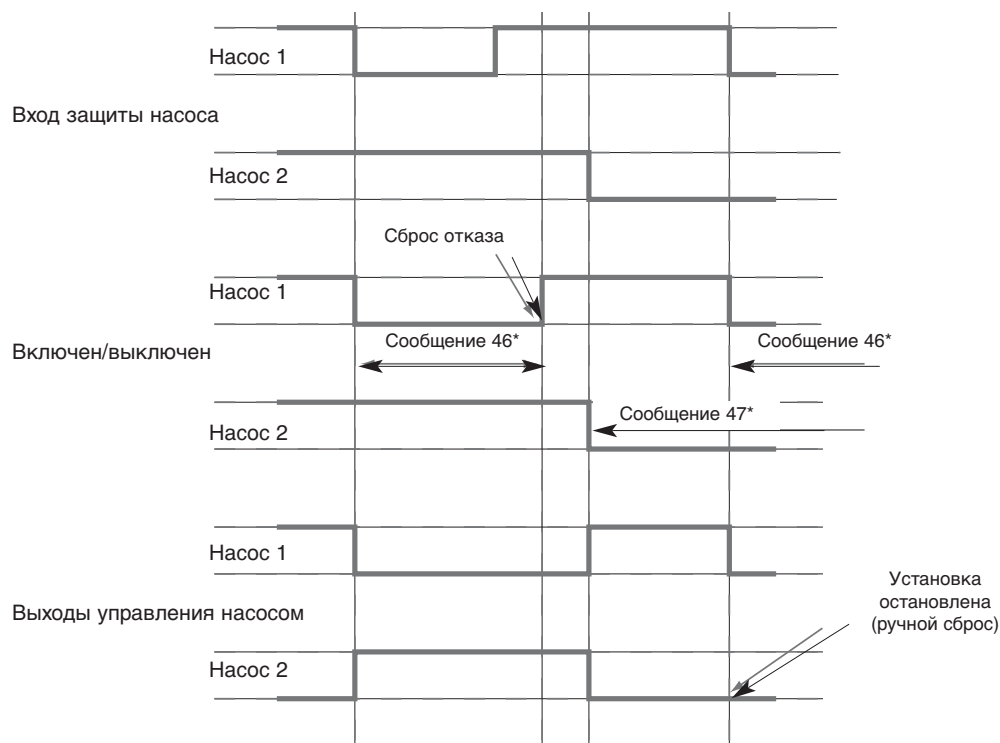 Насос 1
Вход защиты насоса
Насос 2
Сброс отказа
Насос 1
Сообщение 46*
Сообщение 46*
Включен/выключен
Сообщение 47*
Насос 2
Насос 1
Установка
остановлена
(ручной сброс)
Выходы управления насосом
Насос 2